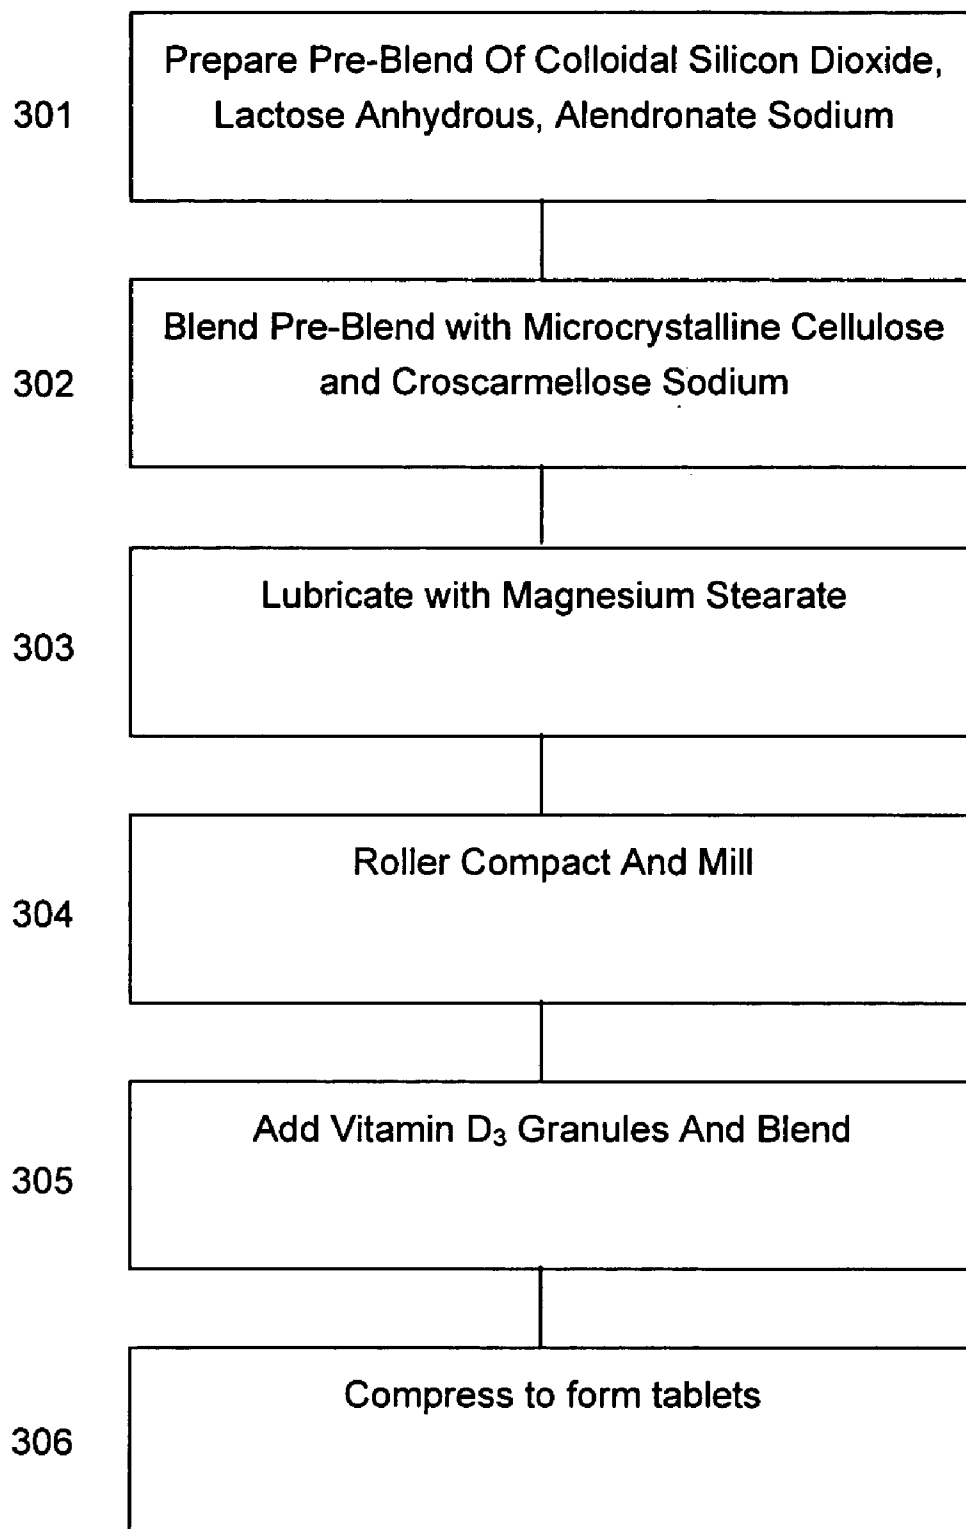 Prepare Pre-Blend Of Colloidal Silicon Dioxide,
301
Lactose Anhydrous, Alendronate Sodium
Blend Pre-Blend with Microcrystalline Cellulose
302
and Croscarmellose Sodium
Lubricate with Magnesium Stearate
303
Roller Compact And Mill
304
Add Vitamin D₃ Granules And Blend
305
Compress to form tablets
306